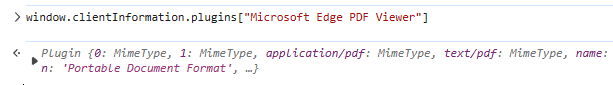 > window.clientInformation.plugins["Microsoft Edge PDF Viewer"]
Plugin {0: MimeType, 1: MimeType, application/pdf: MimeType, text/pdf: MimeType, name:
n: 'Portable Document Format', …}